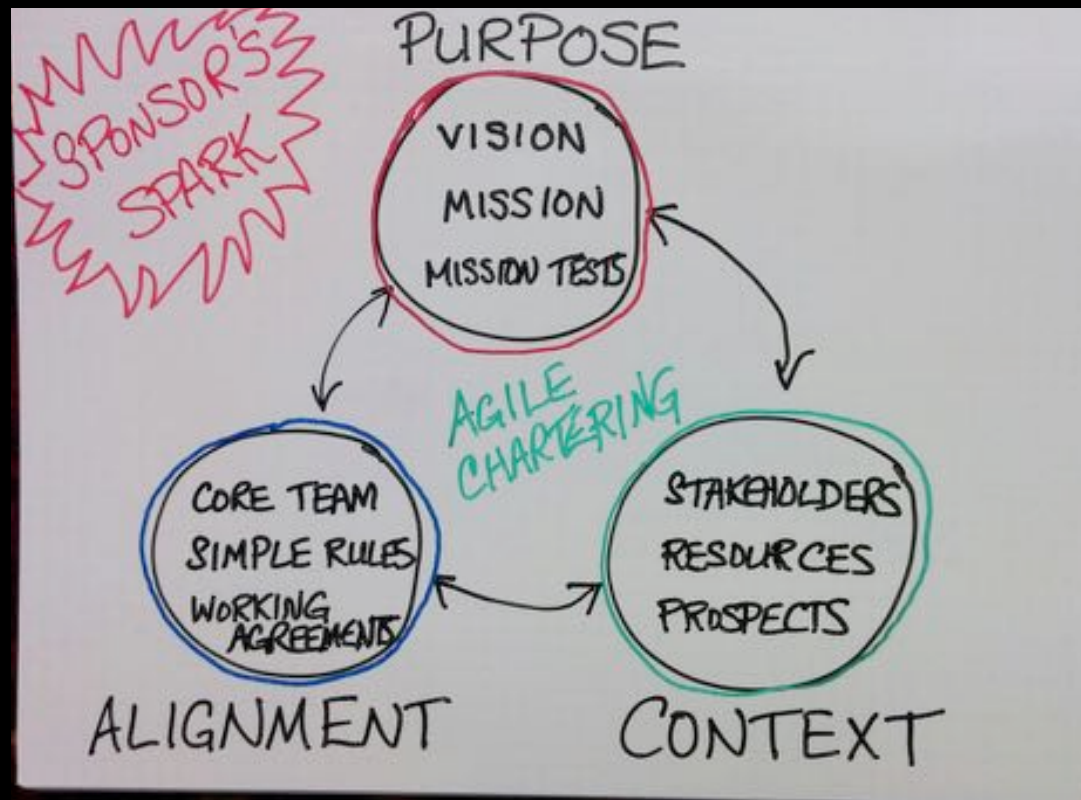 SPONSOR'S
SPARK
PURPOSE
VISION
MISSION
MISSION TESTS
AGILE
CHARTERING
CORE TEAM
SIMPLE RULES
WORKING
AGREEMENTS
ALIGNMENT
STAKEHOLDERS
RESOURCES
PROSPECTS
CONTEXT